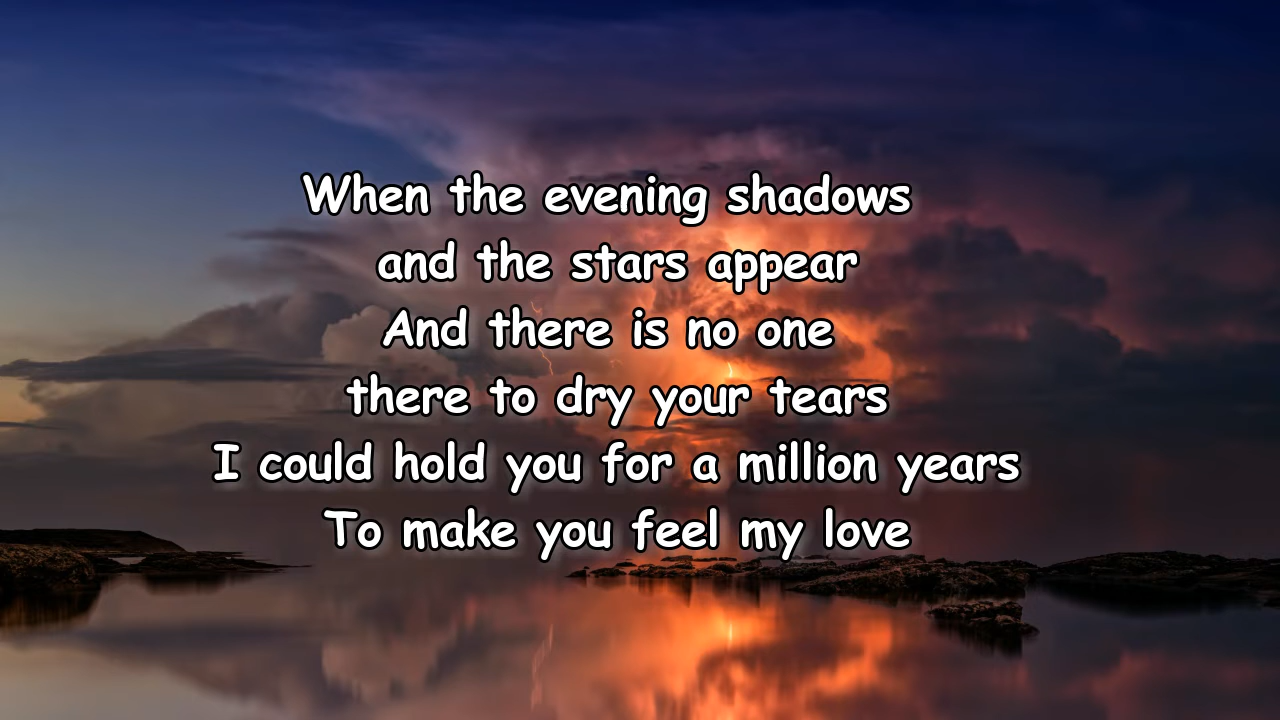 When the evening shadows
and the stars appear
And there is no one
there to dry your tears
I could hold you for a million years
To make you feel my love